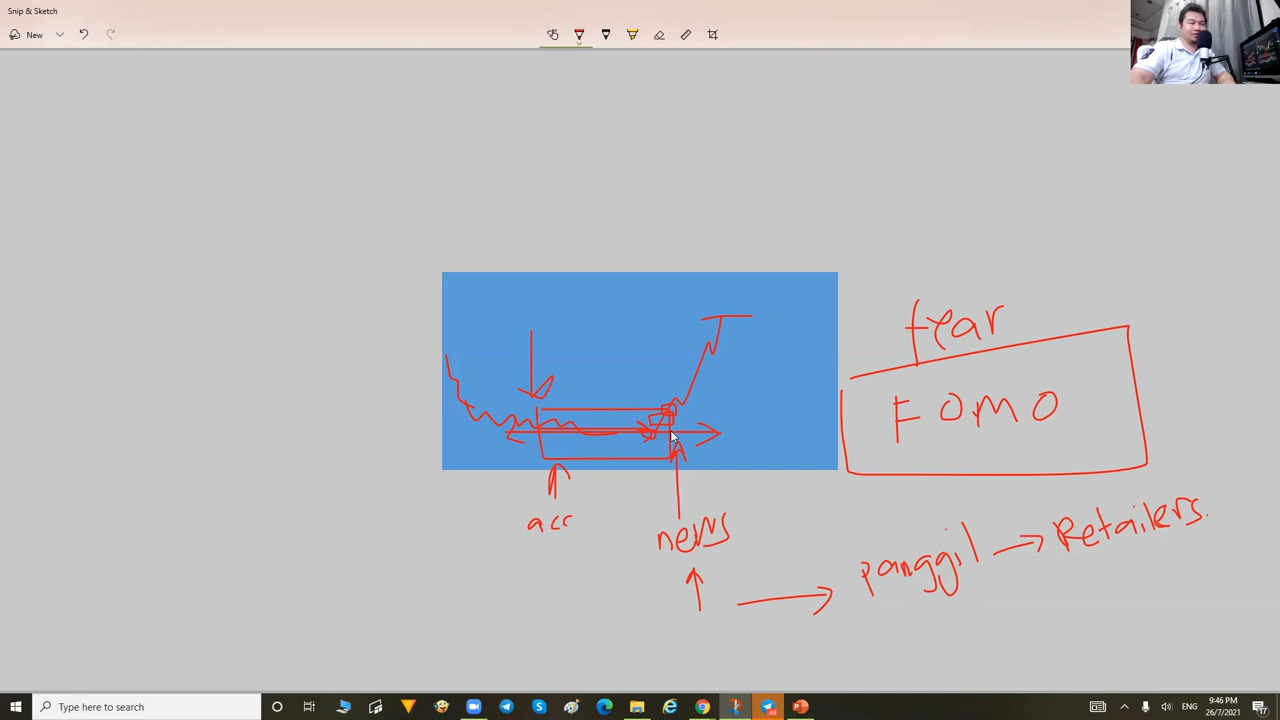 Snip & Sketch
New
fear
FOMO
acc
news
panggil → Retailers.
Type here to search
9:46 PM
26/7/2021